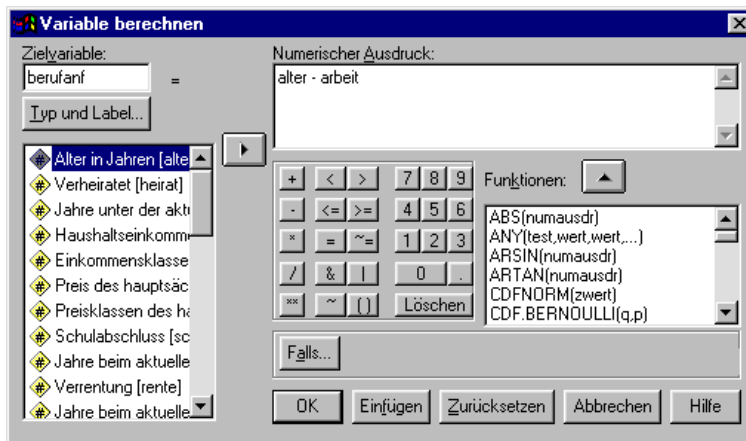 Variable berechnen
Zielvariable:
berufanf
=
Typ und Label...
Numerischer Ausdruck:
alter - arbeit
Alter in Jahren [alte
Verheiratet [heirat]
Jahre unter der aktu
Haushaltseinkomm
Einkommensklasse
Preis des hauptsäc
Preisklassen des ha
Schulabschluss [sc
Jahre beim aktuelle
Verrentung [rente]
Jahre beim aktuelle
+ < > 7 8 9
- <= >= 4 5 6
* = ~= 1 2 3
/ & | 0 .
** ~ () Löschen
Funktionen:
ABS(numausdr)
ANY(test,wert,wert,...)
ARSIN(numausdr)
ARTAN(numausdr)
CDFNORM(zwert)
CDF.BERNOULLI(q,p)
Falls...
OK Einfügen Zurücksetzen Abbrechen Hilfe